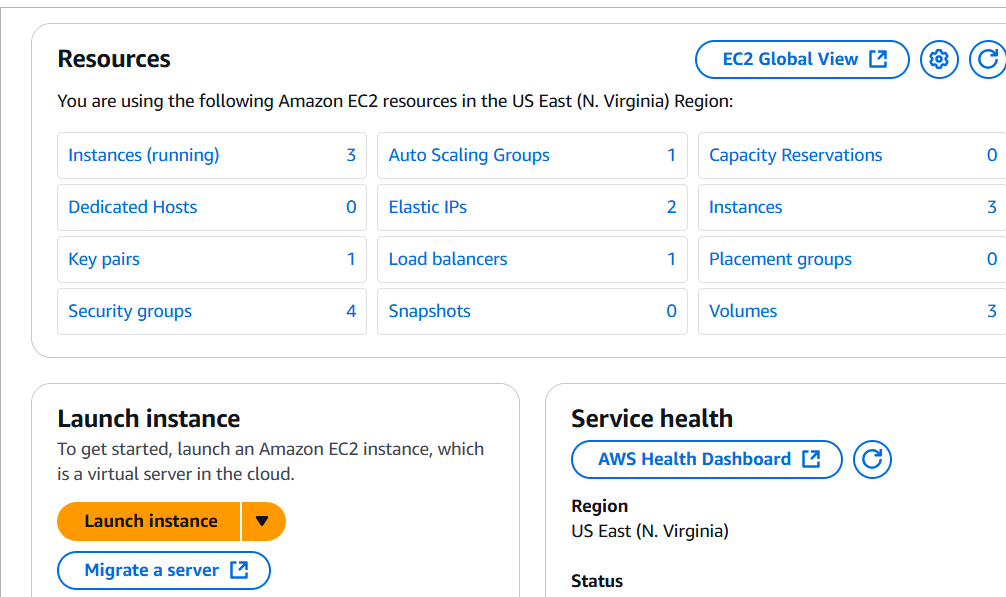 Resources
EC2 Global View
You are using the following Amazon EC2 resources in the US East (N. Virginia) Region:
Instances (running) 3 Auto Scaling Groups 1 Capacity Reservations 0
Dedicated Hosts 0 Elastic IPs 2 Instances 3
Key pairs 1 Load balancers 1 Placement groups 0
Security groups 4 Snapshots 0 Volumes 3
Launch instance
To get started, launch an Amazon EC2 instance, which
is a virtual server in the cloud.
Launch instance
Migrate a server
Service health
AWS Health Dashboard
Region
US East (N. Virginia)
Status